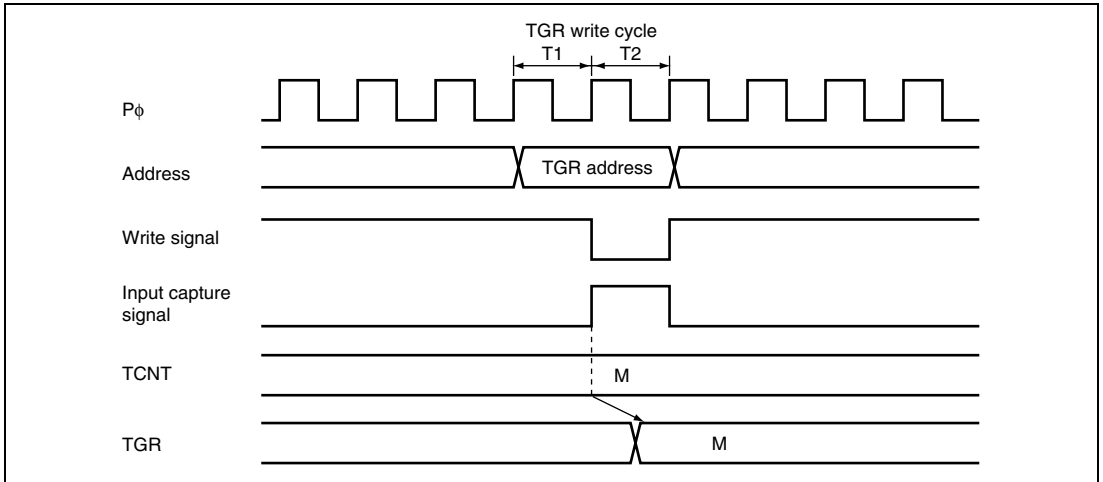 TGR write cycle
T1 T2
Pφ
Address TGR address
Write signal
Input capture
signal
TCNT M
TGR M